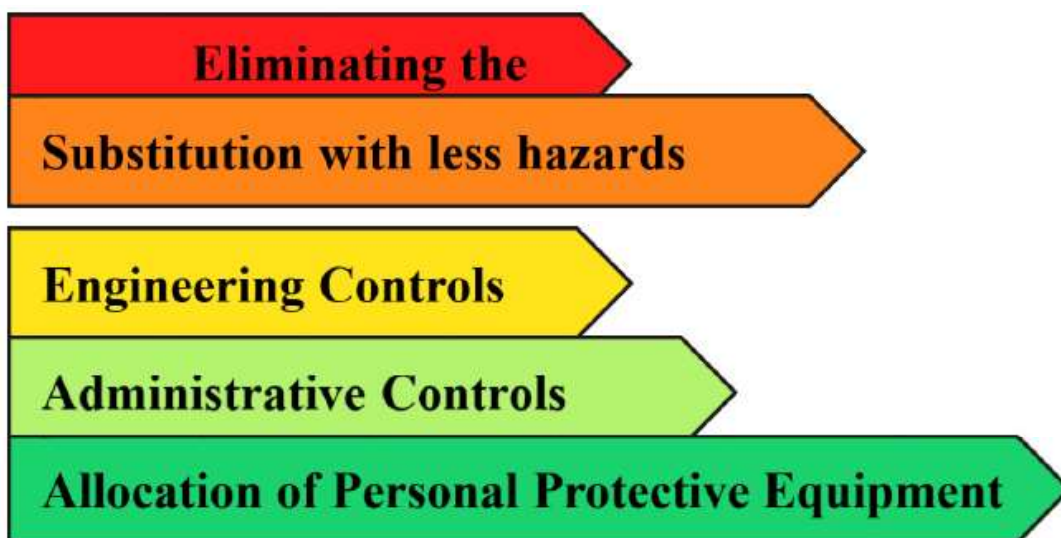 Eliminating the
Substitution with less hazards
Engineering Controls
Administrative Controls
Allocation of Personal Protective Equipment